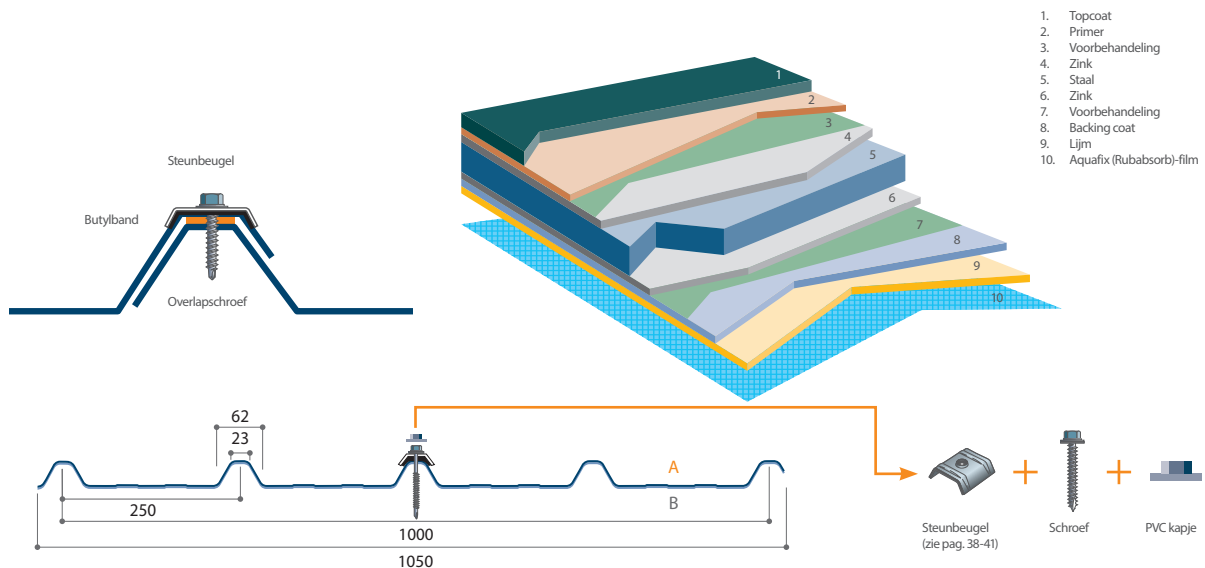 1. Topcoat
2. Primer
3. Voorbehandeling
4. Zink
5. Staal
6. Zink
7. Voorbehandeling
8. Backing coat
9. Lijm
10. Aquafix (Rubabsorb)-film
1
2
3
4
5
6
7
8
9
10
Steunbeugel
Butylband
Overlapschroef
62
23
A
B
250
1000
1050
Steunbeugel
(zie pag. 38-41)
Schroef
PVC kapje